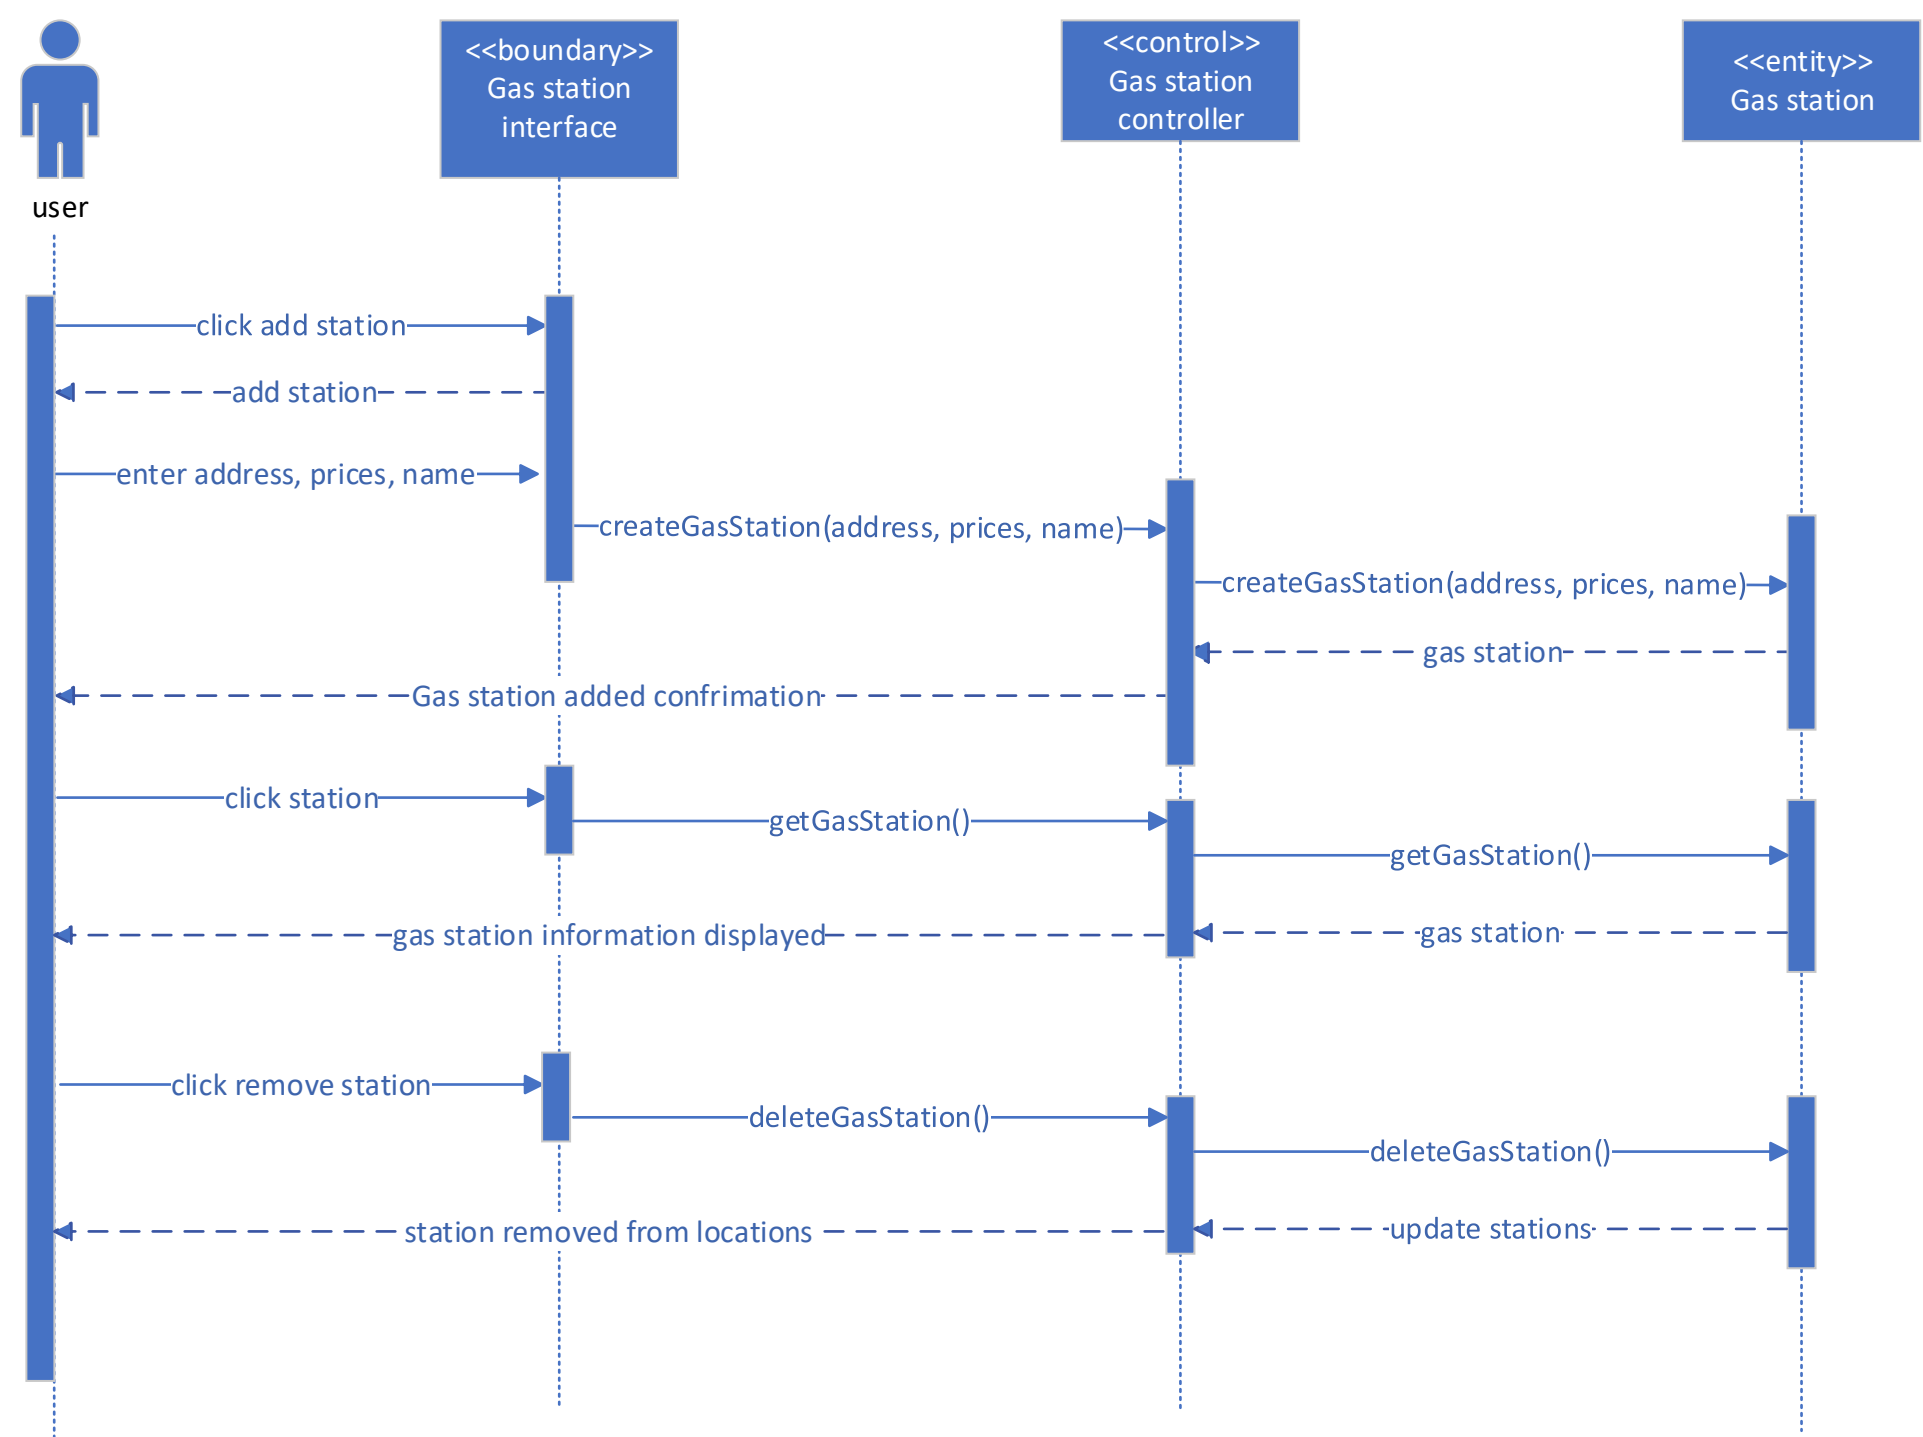 <<boundary>>
Gas station
interface
<<control>>
Gas station
controller
<<entity>>
Gas station
user
click add station
add station
enter address, prices, name
createGasStation(address, prices, name)
createGasStation(address, prices, name)
gas station
Gas station added confrimation
click station
getGasStation()
getGasStation()
gas station information displayed
gas station
click remove station
deleteGasStation()
deleteGasStation()
station removed from locations
update stations